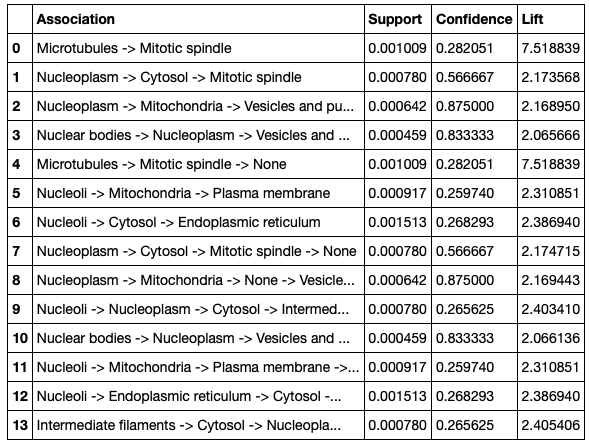 Association Support Confidence Lift
0 Microtubules -> Mitotic spindle 0.001009 0.282051 7.518839
1 Nucleoplasm -> Cytosol -> Mitotic spindle 0.000780 0.566667 2.173568
2 Nucleoplasm -> Mitochondria -> Vesicles and pu... 0.000642 0.875000 2.168950
3 Nuclear bodies -> Nucleoplasm -> Vesicles and ... 0.000459 0.833333 2.065666
4 Microtubules -> Mitotic spindle -> None 0.001009 0.282051 7.518839
5 Nucleoli -> Mitochondria -> Plasma membrane 0.000917 0.259740 2.310851
6 Nucleoli -> Cytosol -> Endoplasmic reticulum 0.001513 0.268293 2.386940
7 Nucleoplasm -> Cytosol -> Mitotic spindle -> None 0.000780 0.566667 2.174715
8 Nucleoplasm -> Mitochondria -> None -> Vesicle... 0.000642 0.875000 2.169443
9 Nucleoli -> Nucleoplasm -> Cytosol -> Intermed... 0.000780 0.265625 2.403410
10 Nuclear bodies -> Nucleoplasm -> Vesicles and ... 0.000459 0.833333 2.066136
11 Nucleoli -> Mitochondria -> Plasma membrane ->... 0.000917 0.259740 2.310851
12 Nucleoli -> Endoplasmic reticulum -> Cytosol -... 0.001513 0.268293 2.386940
13 Intermediate filaments -> Cytosol -> Nucleopla... 0.000780 0.265625 2.405406